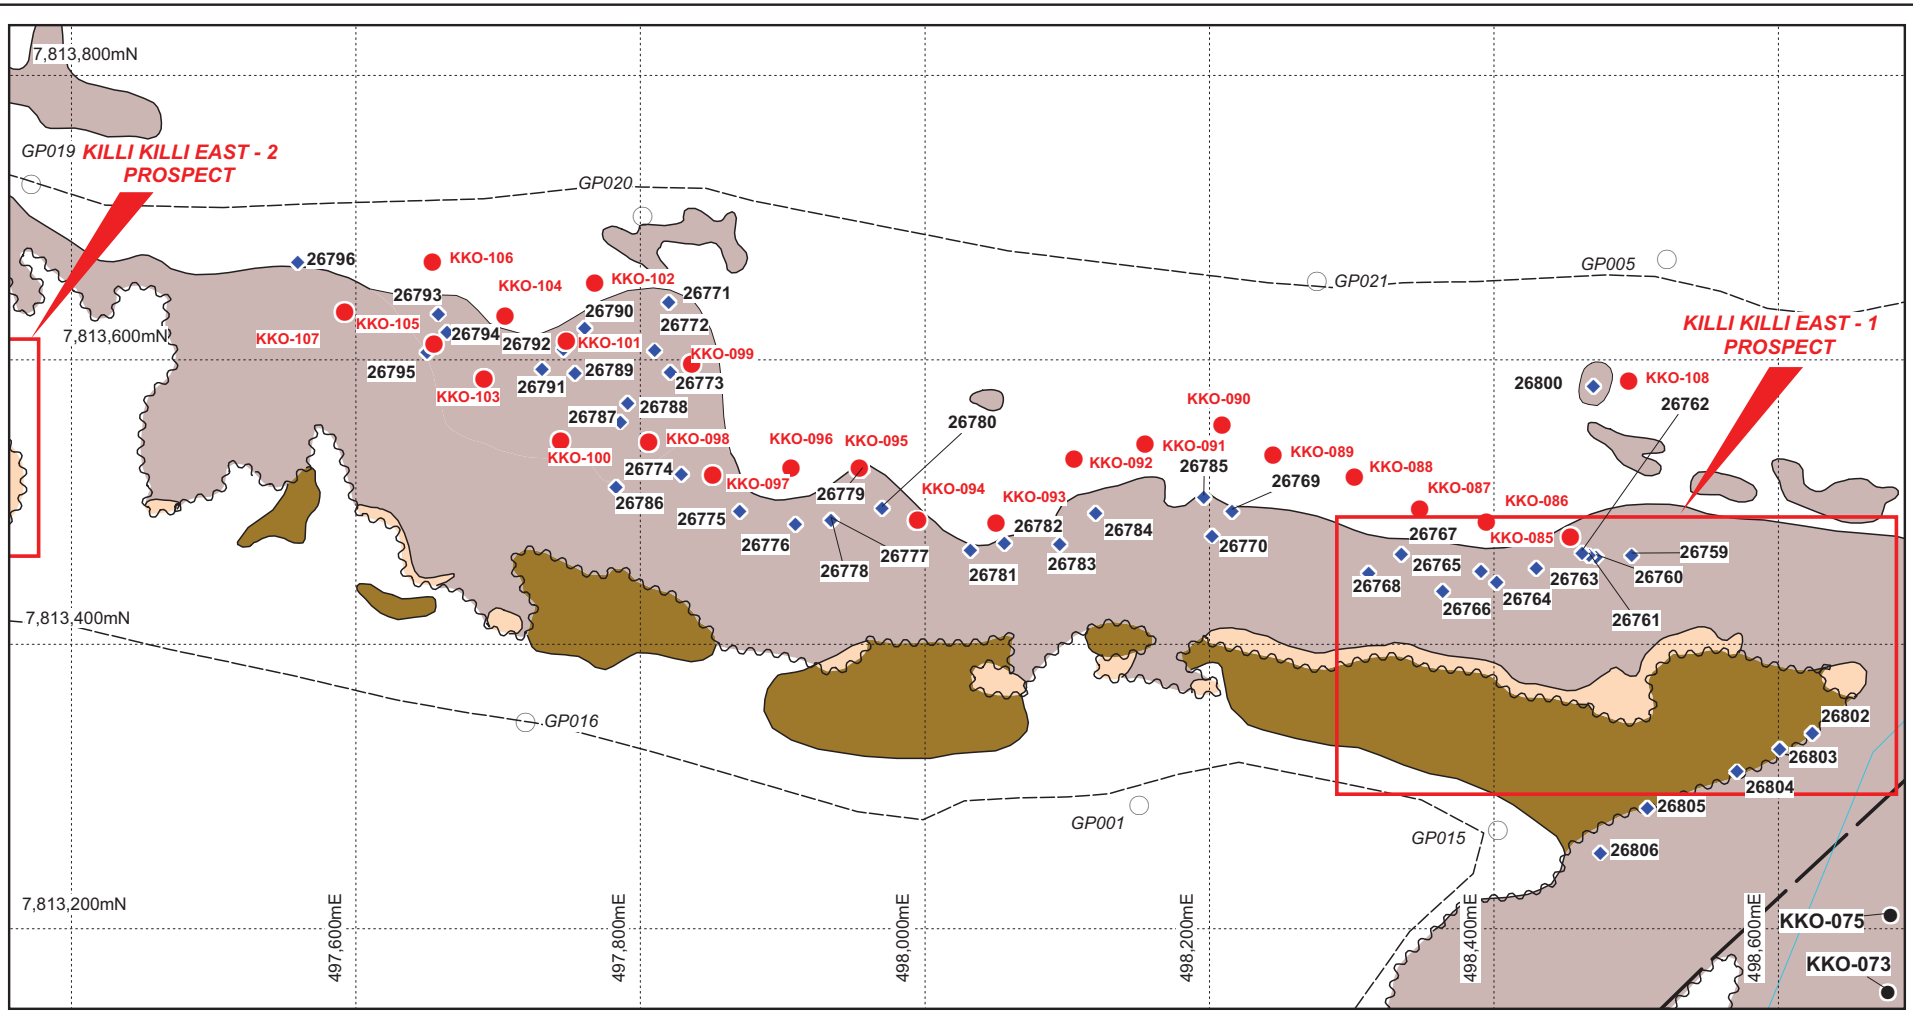 7,813,800mN
GP019
KILLI KILLI EAST - 2
PROSPECT
GP020
26796
KKO-106
KKO-104
KKO-102
26771
GP021
GP005
26793
26790
26772
KKO-107
7,813,600mN
KKO-105
26794
26792
KKO-101
KKO-099
KILLI KILLI EAST - 1
PROSPECT
26795
KKO-103
26791
26789
26773
26800
KKO-108
26762
26787
26788
26780
KKO-090
KKO-100
KKO-098
KKO-096
KKO-095
KKO-092
KKO-091
KKO-089
26774
KKO-097
26779
26785
26769
KKO-088
26786
26775
KKO-094
KKO-093
KKO-087
KKO-086
26776
26778
26777
26782
26784
26770
26767
KKO-085
26781
26783
26768
26765
26766
26764
26763
26760
26759
26761
7,813,400mN
GP016
26802
26803
26804
26805
GP001
GP015
26806
7,813,200mN
497,600mE
497,800mE
498,000mE
498,200mE
498,400mE
498,600mE
KKO-075
KKO-073